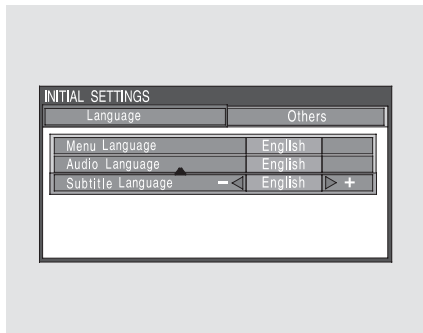 INITIAL SETTINGS
Language Others
Menu Language English
Audio Language English
Subtitle Language − English +